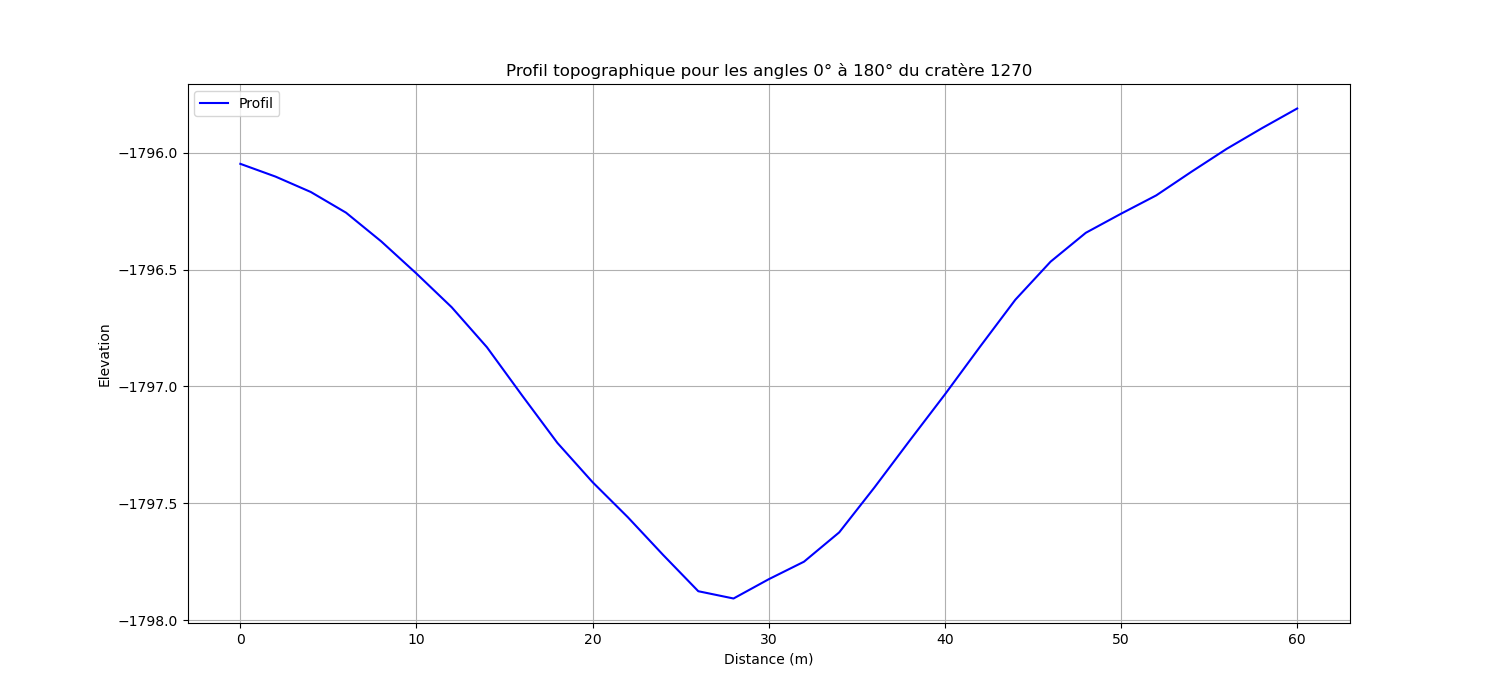 Profil topographique pour les angles 0° à 180° du cratère 1270
Profil
−1796.0
−1796.5
−1797.0
−1797.5
−1798.0
Elevation
0 10 20 30 40 50 60
Distance (m)